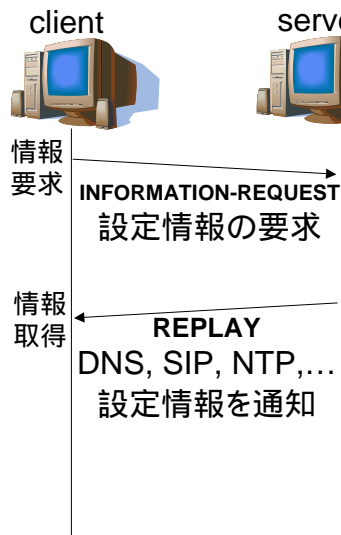 client
serve
情報
要求
INFORMATION-REQUEST
設定情報の要求
情報
取得
REPLAY
DNS, SIP, NTP,…
設定情報を通知